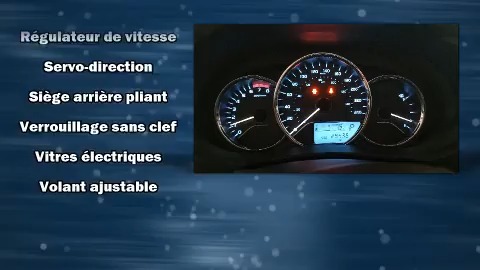 Régulateur de vitesse
Servo-direction
Siège arrière pliant
Verrouillage sans clef
Vitres électriques
Volant ajustable